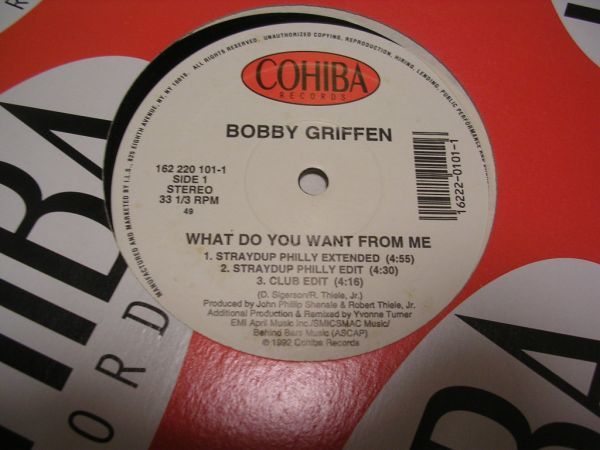 ALL RIGHTS RESERVED. UNAUTHORIZED COPYING, REPRODUCTION, HIRING, LENDING, PUBLIC PERFORMANCE
COHIBA
RECORDS
BOBBY GRIFFEN
162 220 101-1
SIDE 1
STEREO
33 1/3 RPM
49
16222-0101-1
WHAT DO YOU WANT FROM ME
1. STRAYDUP PHILLY EXTENDED (4:55)
2. STRAYDUP PHILLY EDIT (4:30)
3. CLUB EDIT (4:16)
(D. Sigerson/R. Thiele, Jr.)
Produced by John Phillip Shenale & Robert Thiele, Jr.
Additional Production & Remixed by Yvonne Turner
EMI April Music Inc./SMICSMAC Music/
Behind Bars Music (ASCAP)
© 1992 Cohiba Records
MANUFACTURED AND MARKETED BY I.L.S., 825 EIGHTH AVENUE, NY, NY 10019.
HIBA
ORD
BA